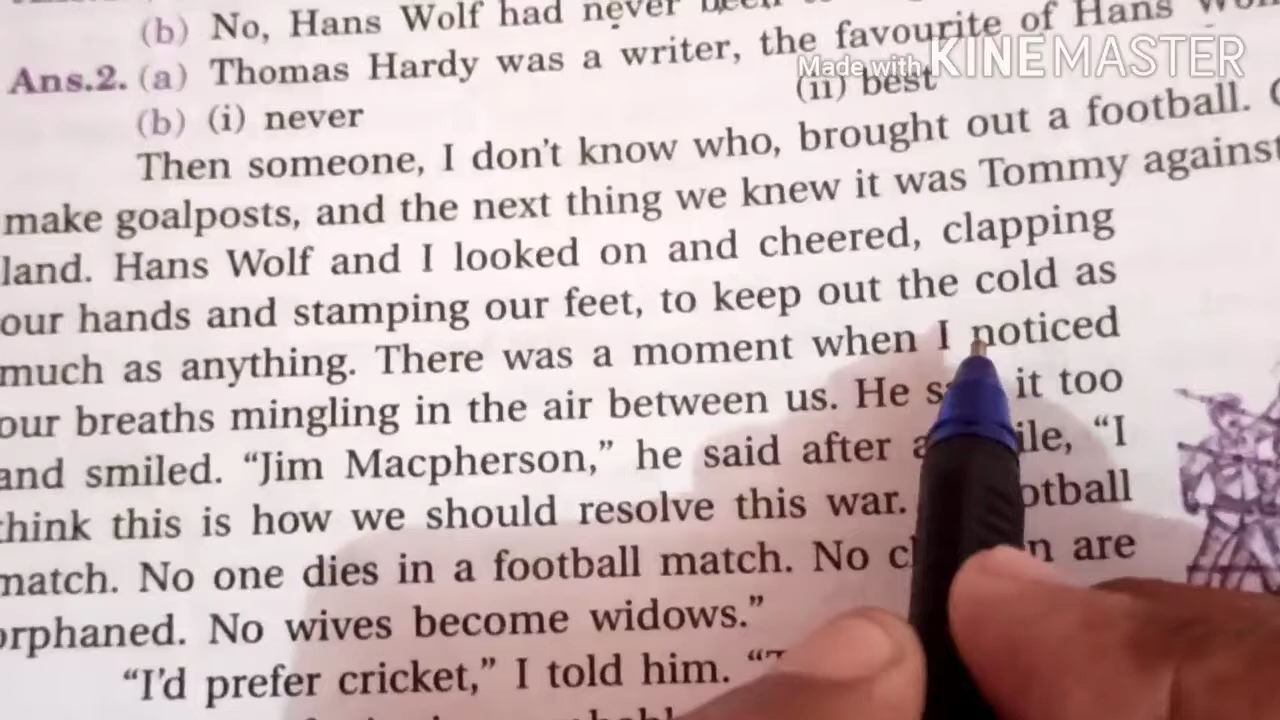 (b) No, Hans Wolf had never
Ans.2. (a) Thomas Hardy was a writer, the favourite of Hans
Made with KINEMASTER
(b) (i) never (ii) best
Then someone, I don't know who, brought out a football.
make goalposts, and the next thing we knew it was Tommy against
land. Hans Wolf and I looked on and cheered, clapping
our hands and stamping our feet, to keep out the cold as
much as anything. There was a moment when I noticed
our breaths mingling in the air between us. He it too
and smiled. “Jim Macpherson,” he said after a “I
think this is how we should resolve this war.
match. No one dies in a football match. No are
orphaned. No wives become widows.”
“I'd prefer cricket,” I told him.